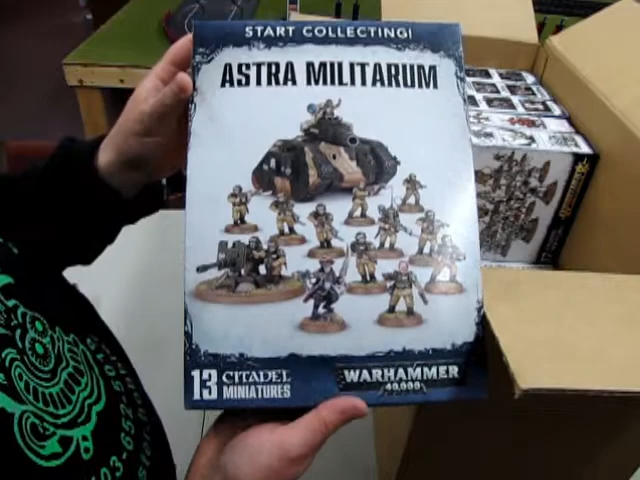 START COLLECTING!
ASTRA MILITARUM
13 CITADEL MINIATURES
WARHAMMER
40,000